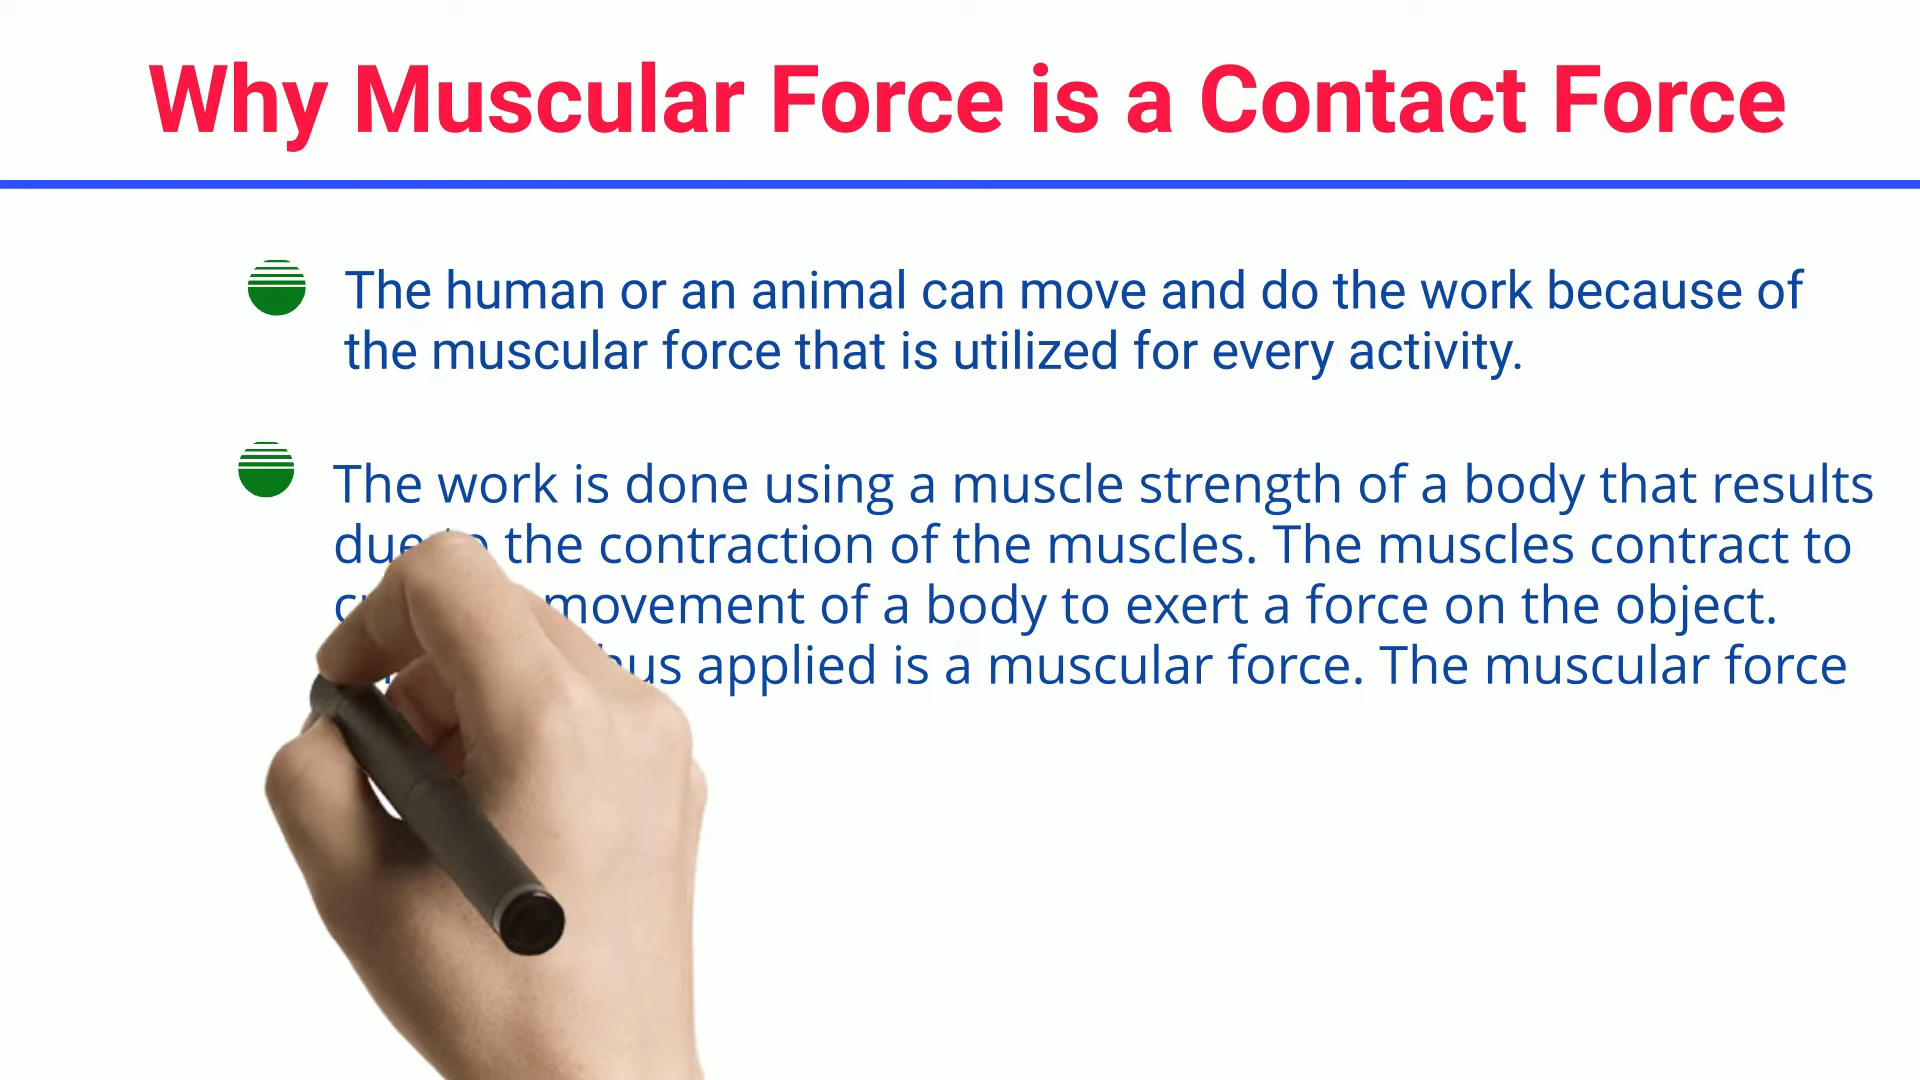 Why Muscular Force is a Contact Force
The human or an animal can move and do the work because of
the muscular force that is utilized for every activity.
The work is done using a muscle strength of a body that results
due the contraction of the muscles. The muscles contract to
movement of a body to exert a force on the object.
applied is a muscular force. The muscular force